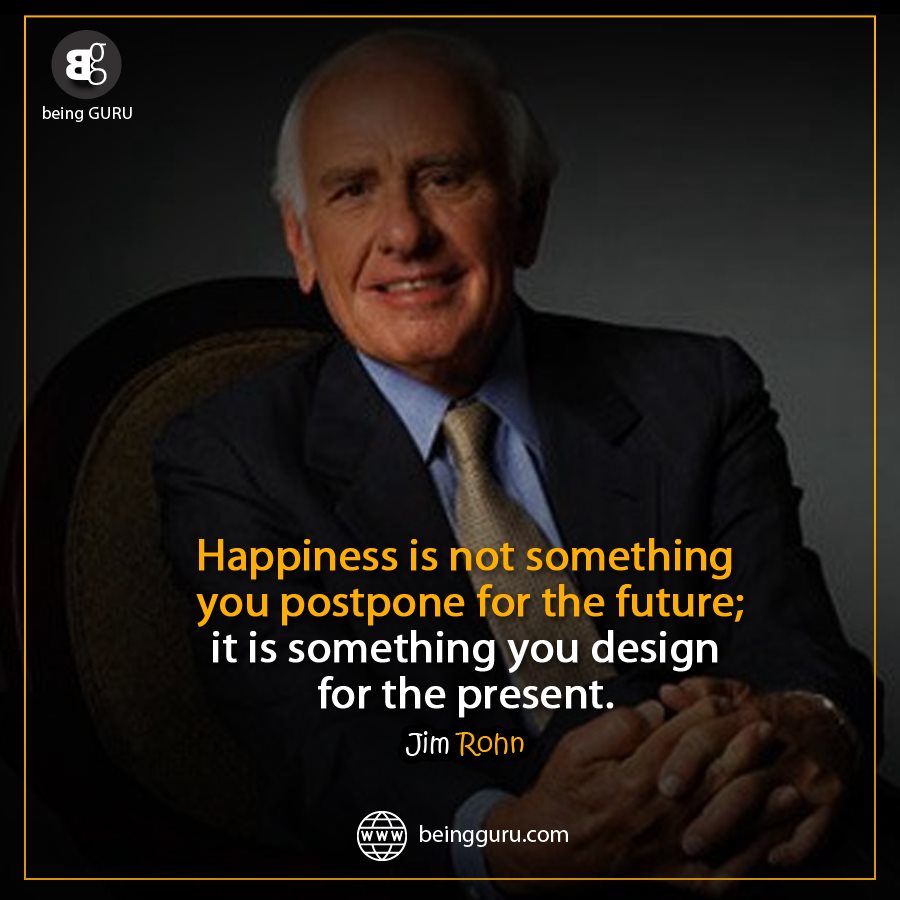 Bg
being GURU
Happiness is not something
you postpone for the future;
it is something you design
for the present.
Jim Rohn
www
beingguru.com